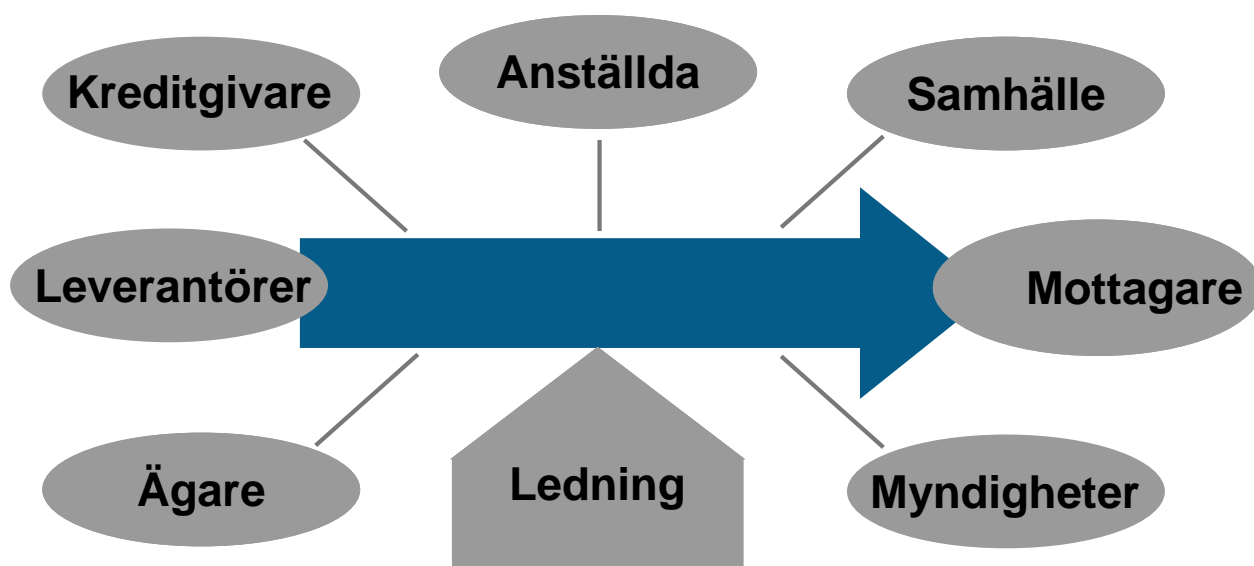 Kreditgivare
Anställda
Samhälle
Leverantörer
Mottagare
Ägare
Ledning
Myndigheter